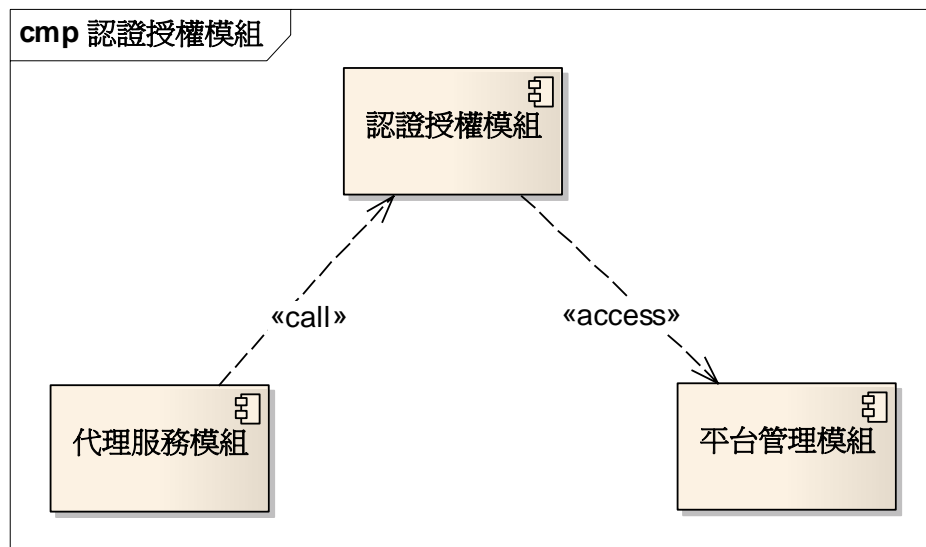 cmp 認證授權模組
認證授權模組
«call»
«access»
代理服務模組
平台管理模組